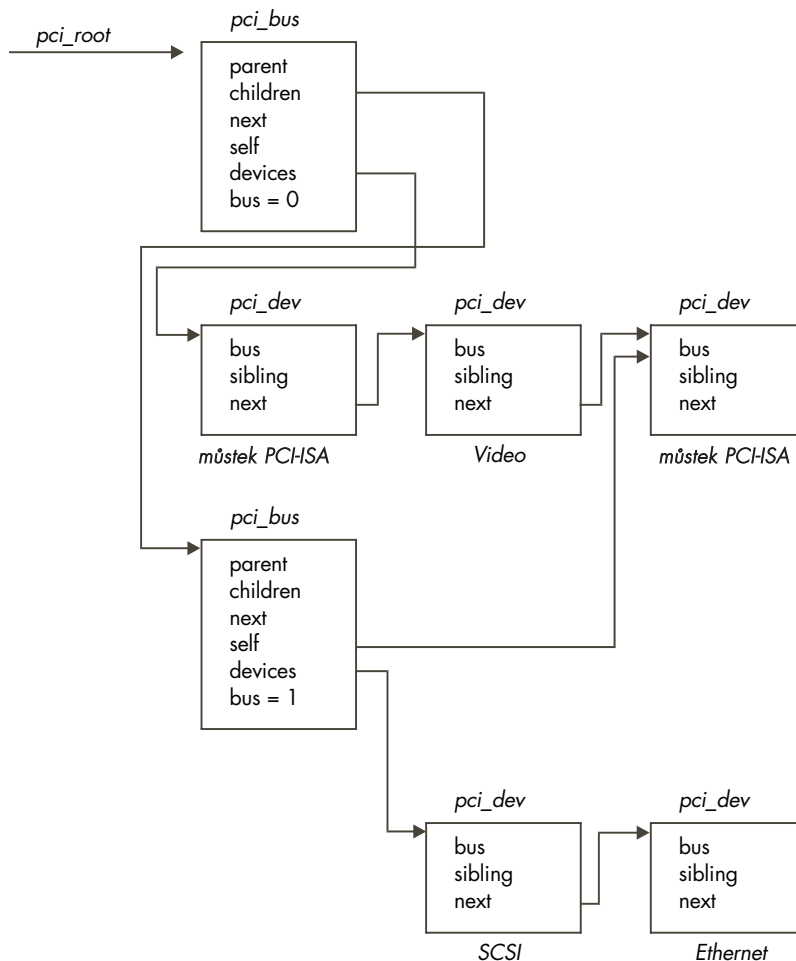 pci_root
pci_bus
parent
children
next
self
devices
bus = 0
pci_dev
bus
sibling
next
můstek PCI-ISA
pci_dev
bus
sibling
next
Video
pci_dev
bus
sibling
next
můstek PCI-ISA
pci_bus
parent
children
next
self
devices
bus = 1
pci_dev
bus
sibling
next
SCSI
pci_dev
bus
sibling
next
Ethernet